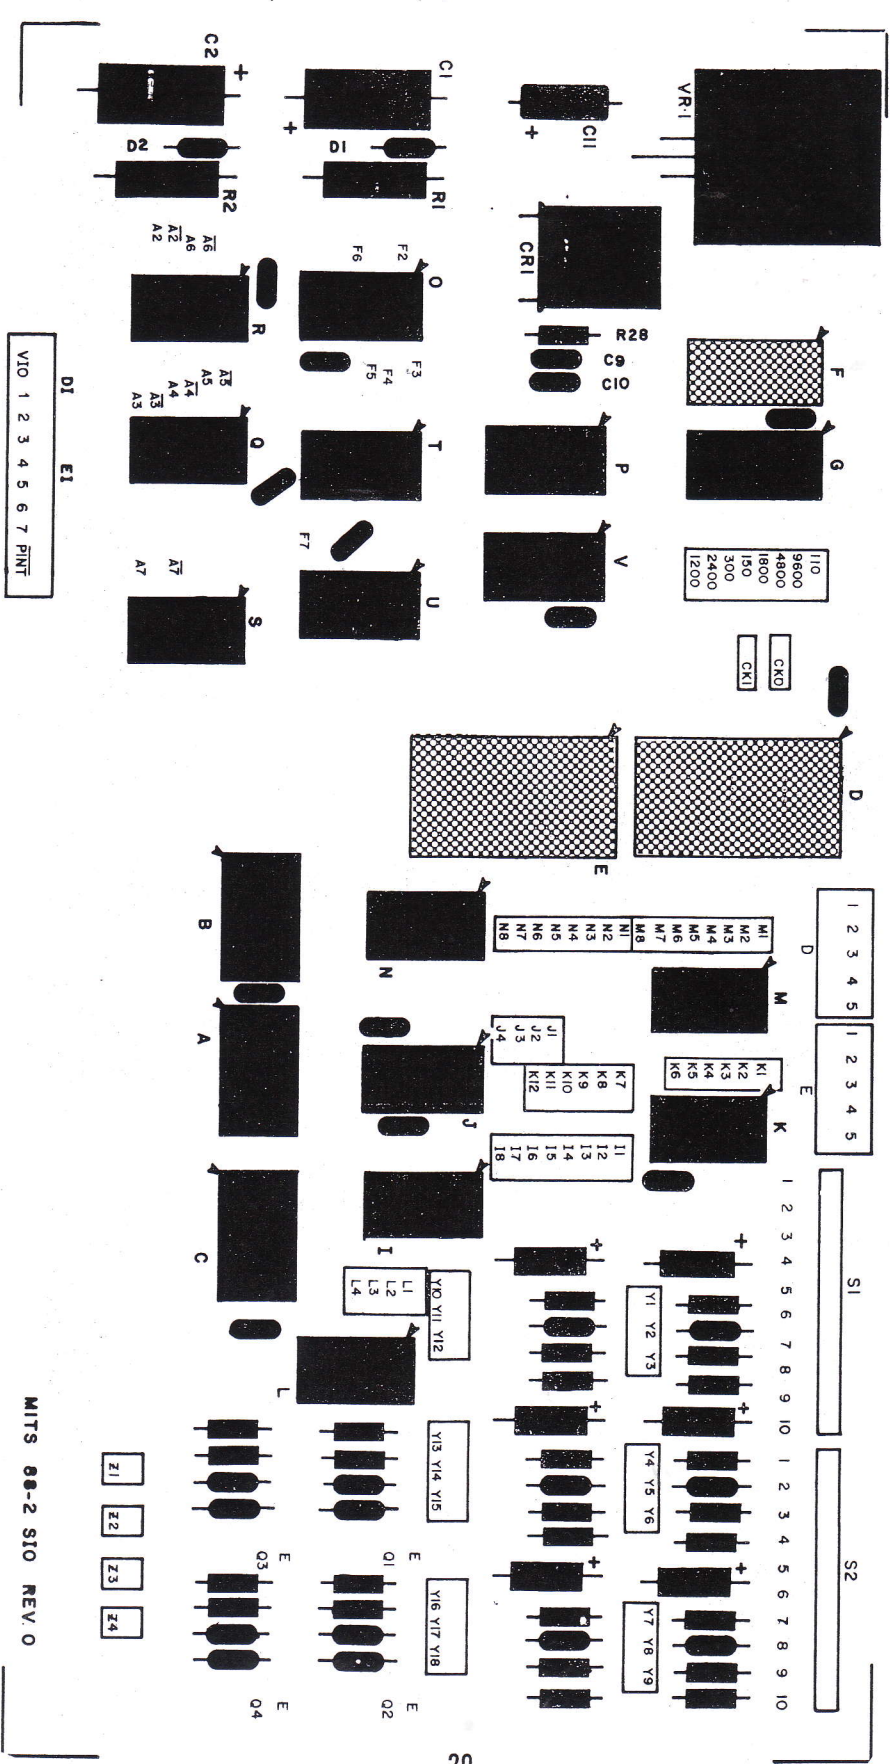 C2
+
C1
+
C11
+
VR1
D2
D1
R2
R1
CR1
A2
A2
A6
A6
F6
F2
O
R
R28
C9
C10
F
F5
F4
F3
A3
A3
A4
A4
A5
A5
Q
T
P
G
DI
EI
VIO 1 2 3 4 5 6 7 PINT
F7
V
A7
A7
S
U
110
9600
4800
1800
150
300
2400
1200
CKO
CKI
D
E
B
N
M1
M2
M3
M4
M5
M6
M7
M8
N1
N2
N3
N4
N5
N6
N7
N8
D
1 2 3 4 5
M
A
J
J1
J2
J3
J4
K7
K8
K9
K10
K11
K12
K1
K2
K3
K4
K5
K6
E
1 2 3 4 5
K
I1
I2
I3
I4
I5
I6
I7
I8
C
I
L1
L2
L3
L4
Y10 Y11 Y12
L
+
+
Y1 Y2 Y3
1 2 3 4 5 6 7 8 9 10
S1
+
+
Y4 Y5 Y6
Y13 Y14 Y15
+
+
Y7 Y8 Y9
1 2 3 4 5 6 7 8 9 10
S2
Y16 Y17 Y18
Q3
E
Q1
E
Q4
E
Q2
E
Z1
Z2
Z3
Z4
MITS 88-2 SIO REV. 0
20